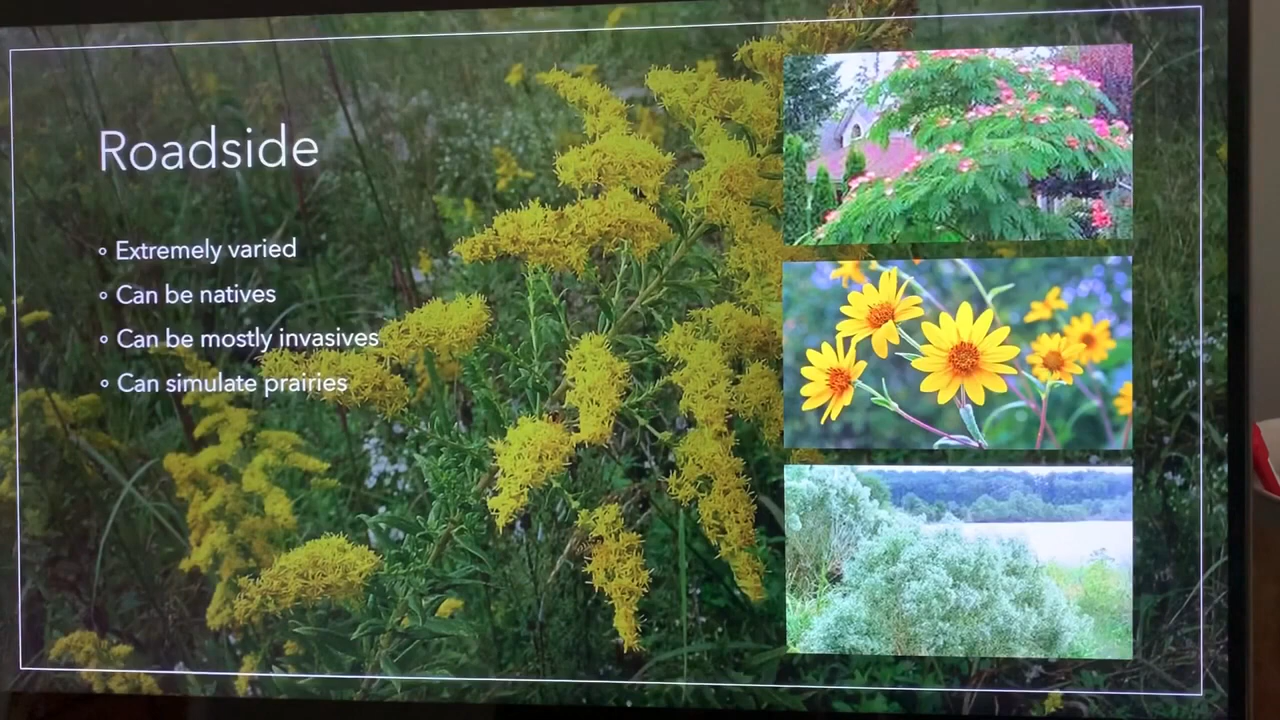 Roadside
◦ Extremely varied
◦ Can be natives
◦ Can be mostly invasives
◦ Can simulate prairies